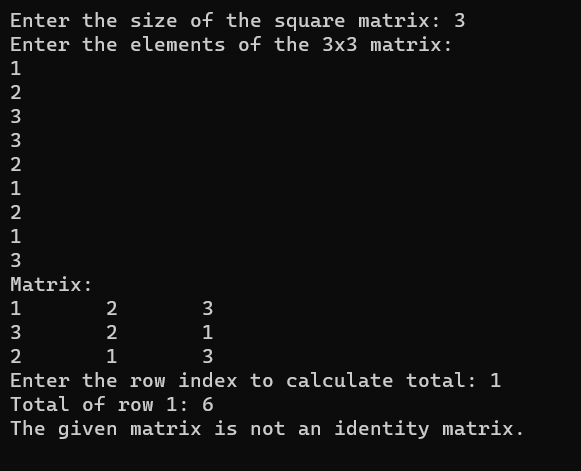 Enter the size of the square matrix: 3
Enter the elements of the 3x3 matrix:
1
2
3
3
2
1
2
1
3
Matrix:
1 2 3
3 2 1
2 1 3
Enter the row index to calculate total: 1
Total of row 1: 6
The given matrix is not an identity matrix.